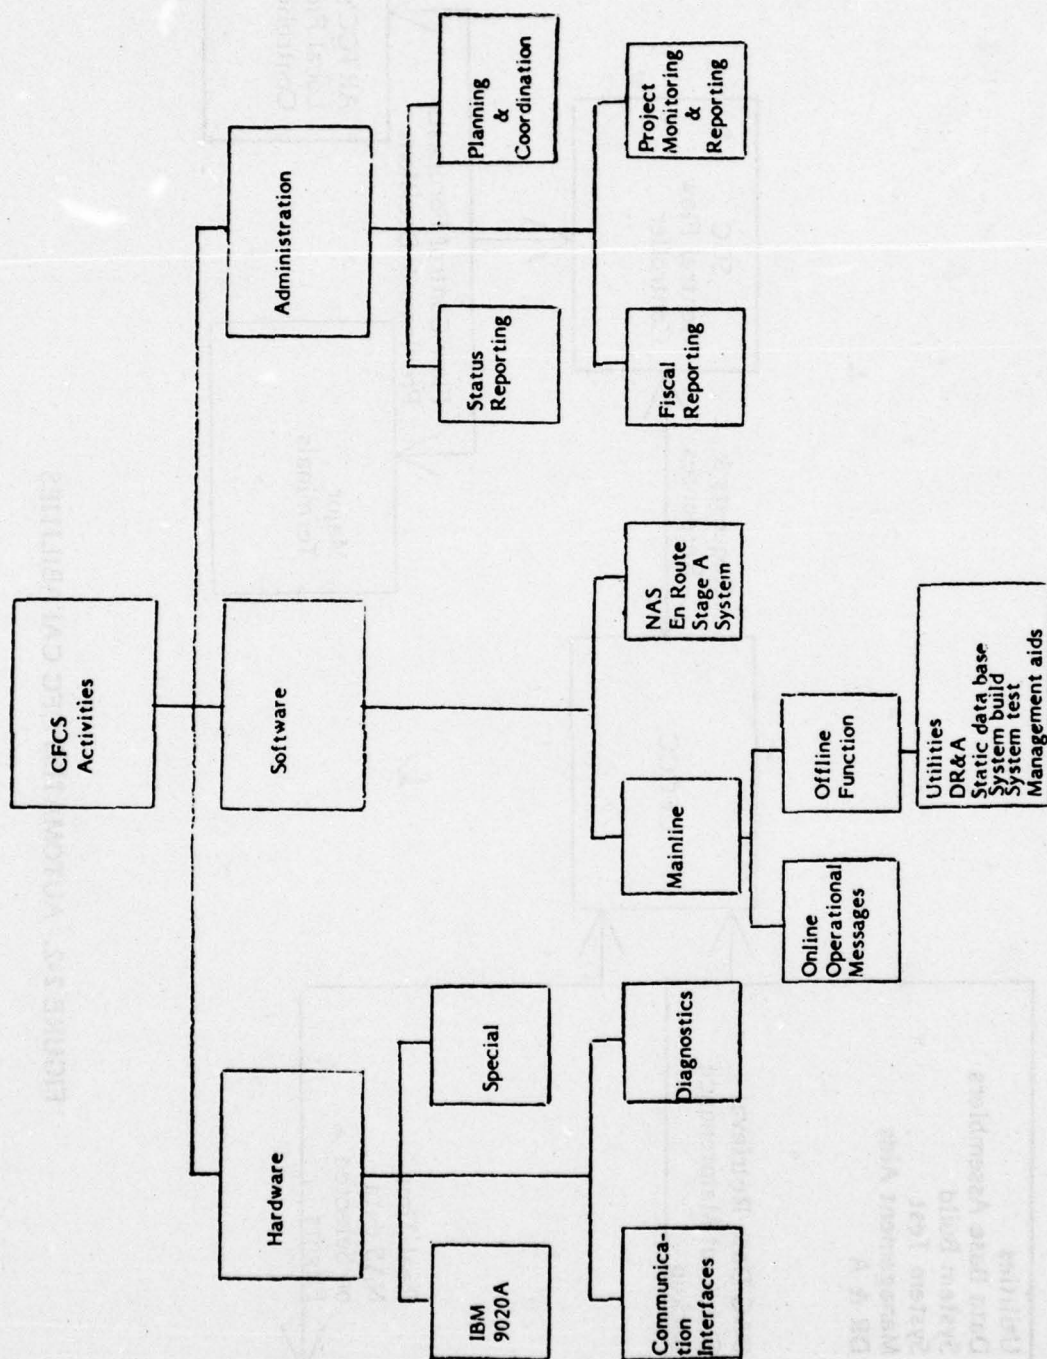 CFCS
Activities
Hardware
Software
Administration
IBM
9020A
Special
Communica-
tion
Interfaces
Diagnostics
Mainline
NAS
En Route
Stage A
System
Online
Operational
Messages
Offline
Function
Utilities
DR&A
Static data base
System build
System test
Management aids
Status
Reporting
Planning
&
Coordination
Fiscal
Reporting
Project
Monitoring
&
Reporting